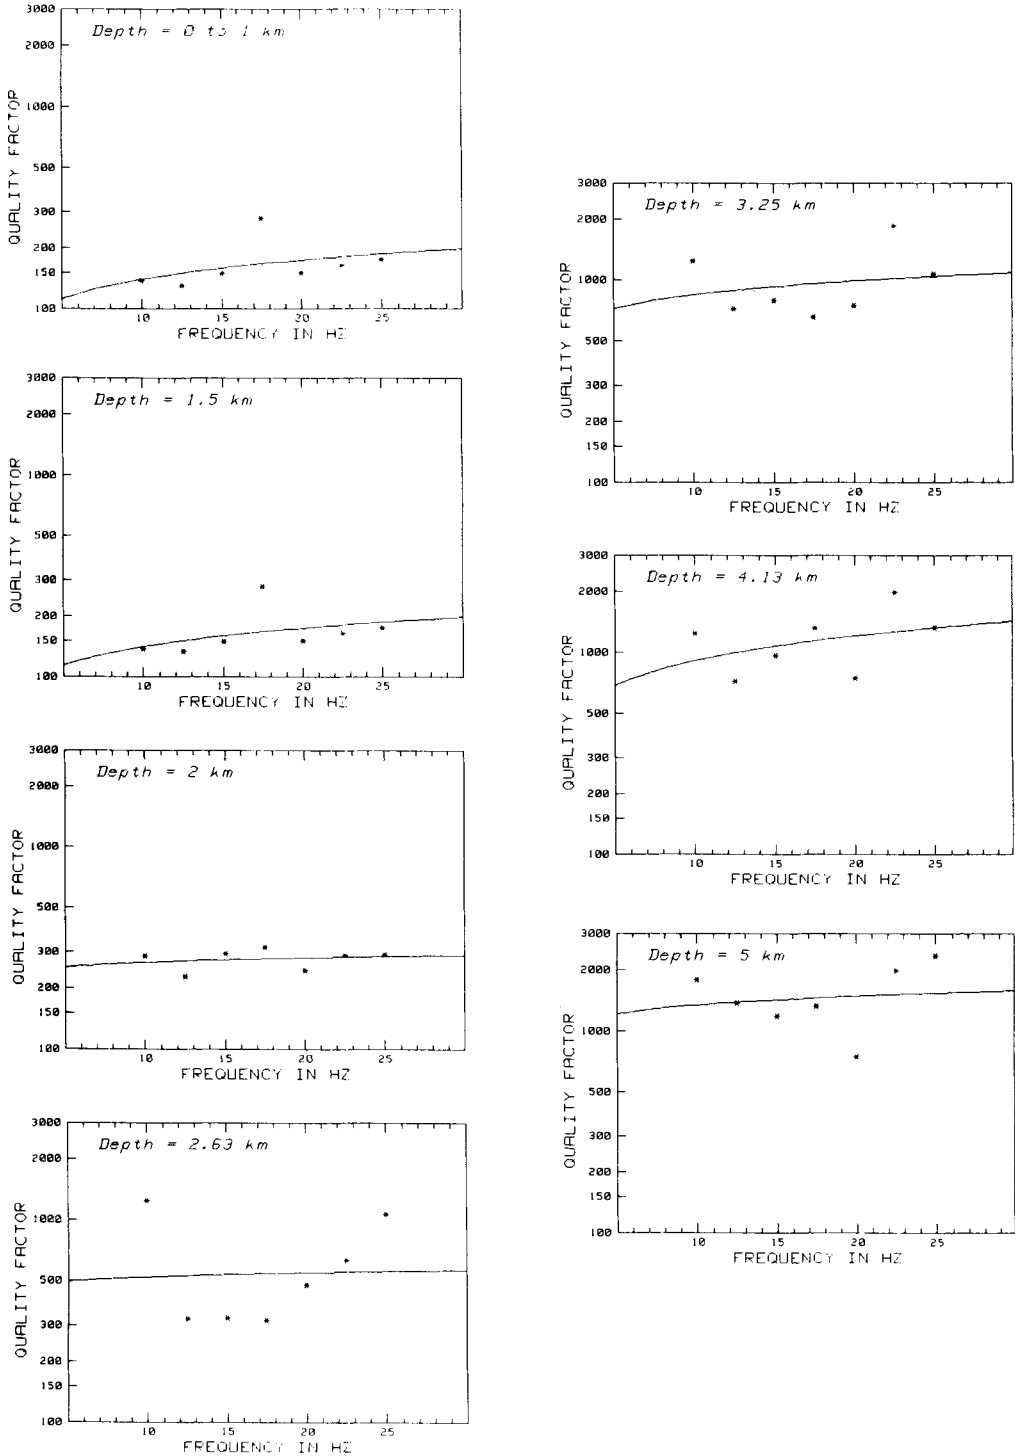 Depth = 0 to 1 km
3000
2000
1000
500
300
200
150
100
QUALITY FACTOR
10 15 20 25
FREQUENCY IN HZ
Depth = 1.5 km
3000
2000
1000
500
300
200
150
100
QUALITY FACTOR
10 15 20 25
FREQUENCY IN HZ
Depth = 2 km
3000
2000
1000
500
300
200
150
100
QUALITY FACTOR
10 15 20 25
FREQUENCY IN HZ
Depth = 2.63 km
3000
2000
1000
500
300
200
150
100
QUALITY FACTOR
10 15 20 25
FREQUENCY IN HZ
Depth = 3.25 km
3000
2000
1000
500
300
200
150
100
QUALITY FACTOR
10 15 20 25
FREQUENCY IN HZ
Depth = 4.13 km
3000
2000
1000
500
300
200
150
100
QUALITY FACTOR
10 15 20 25
FREQUENCY IN HZ
Depth = 5 km
3000
2000
1000
500
300
200
150
100
QUALITY FACTOR
10 15 20 25
FREQUENCY IN HZ